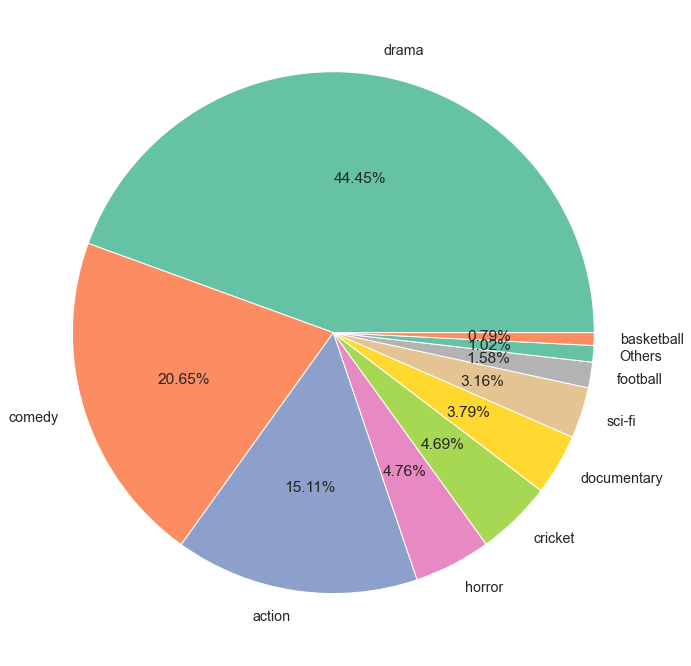 drama
44.45%
0.79%
basketball
1.02%
Others
1.58%
football
3.16%
sci-fi
20.65%
comedy
3.79%
documentary
4.69%
cricket
4.76%
horror
15.11%
action